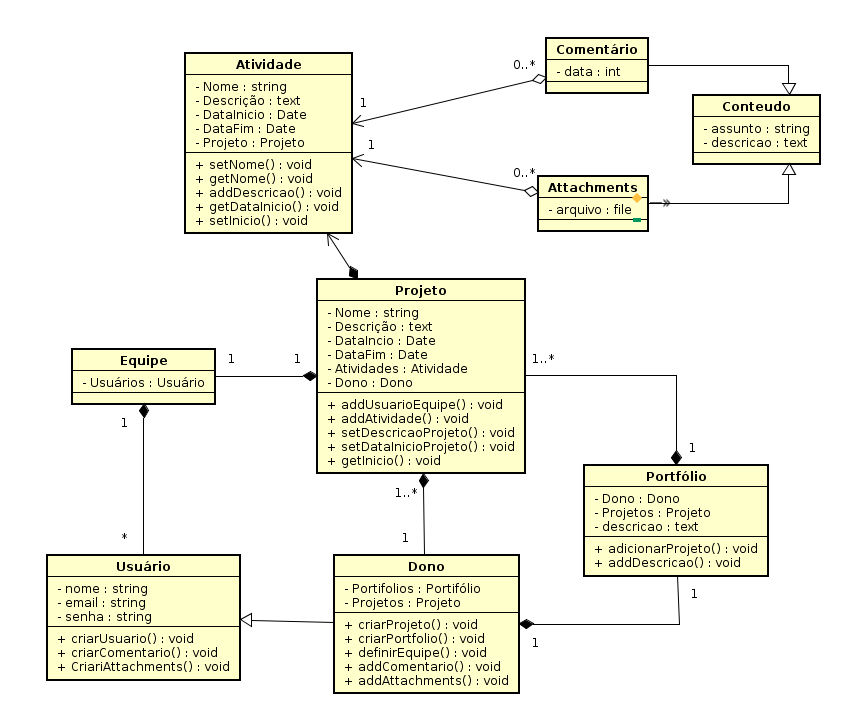 Atividade
- Nome : string
- Descrição : text
- DataInicio : Date
- DataFim : Date
- Projeto : Projeto
+ setNome() : void
+ getNome() : void
+ addDescricao() : void
+ getDataInicio() : void
+ setInicio() : void
1
1
0..*
0..*
Comentário
- data : int
Conteudo
- assunto : string
- descricao : text
Attachments
- arquivo : file
Projeto
- Nome : string
- Descrição : text
- DataIncio : Date
- DataFim : Date
- Atividades : Atividade
- Dono : Dono
+ addUsuarioEquipe() : void
+ addAtividade() : void
+ setDescricaoProjeto() : void
+ setDataInicioProjeto() : void
+ getInicio() : void
Equipe
- Usuários : Usuário
1
1
1..*
1
1
*
1..*
1
Portfólio
- Dono : Dono
- Projetos : Projeto
- descricao : text
+ adicionarProjeto() : void
+ addDescricao() : void
1
1
Usuário
- nome : string
- email : string
- senha : string
+ criarUsuario() : void
+ criarComentario() : void
+ CriariAttachments() : void
Dono
- Portifolios : Portifólio
- Projetos : Projeto
+ criarProjeto() : void
+ criarPortfolio() : void
+ definirEquipe() : void
+ addComentario() : void
+ addAttachments() : void